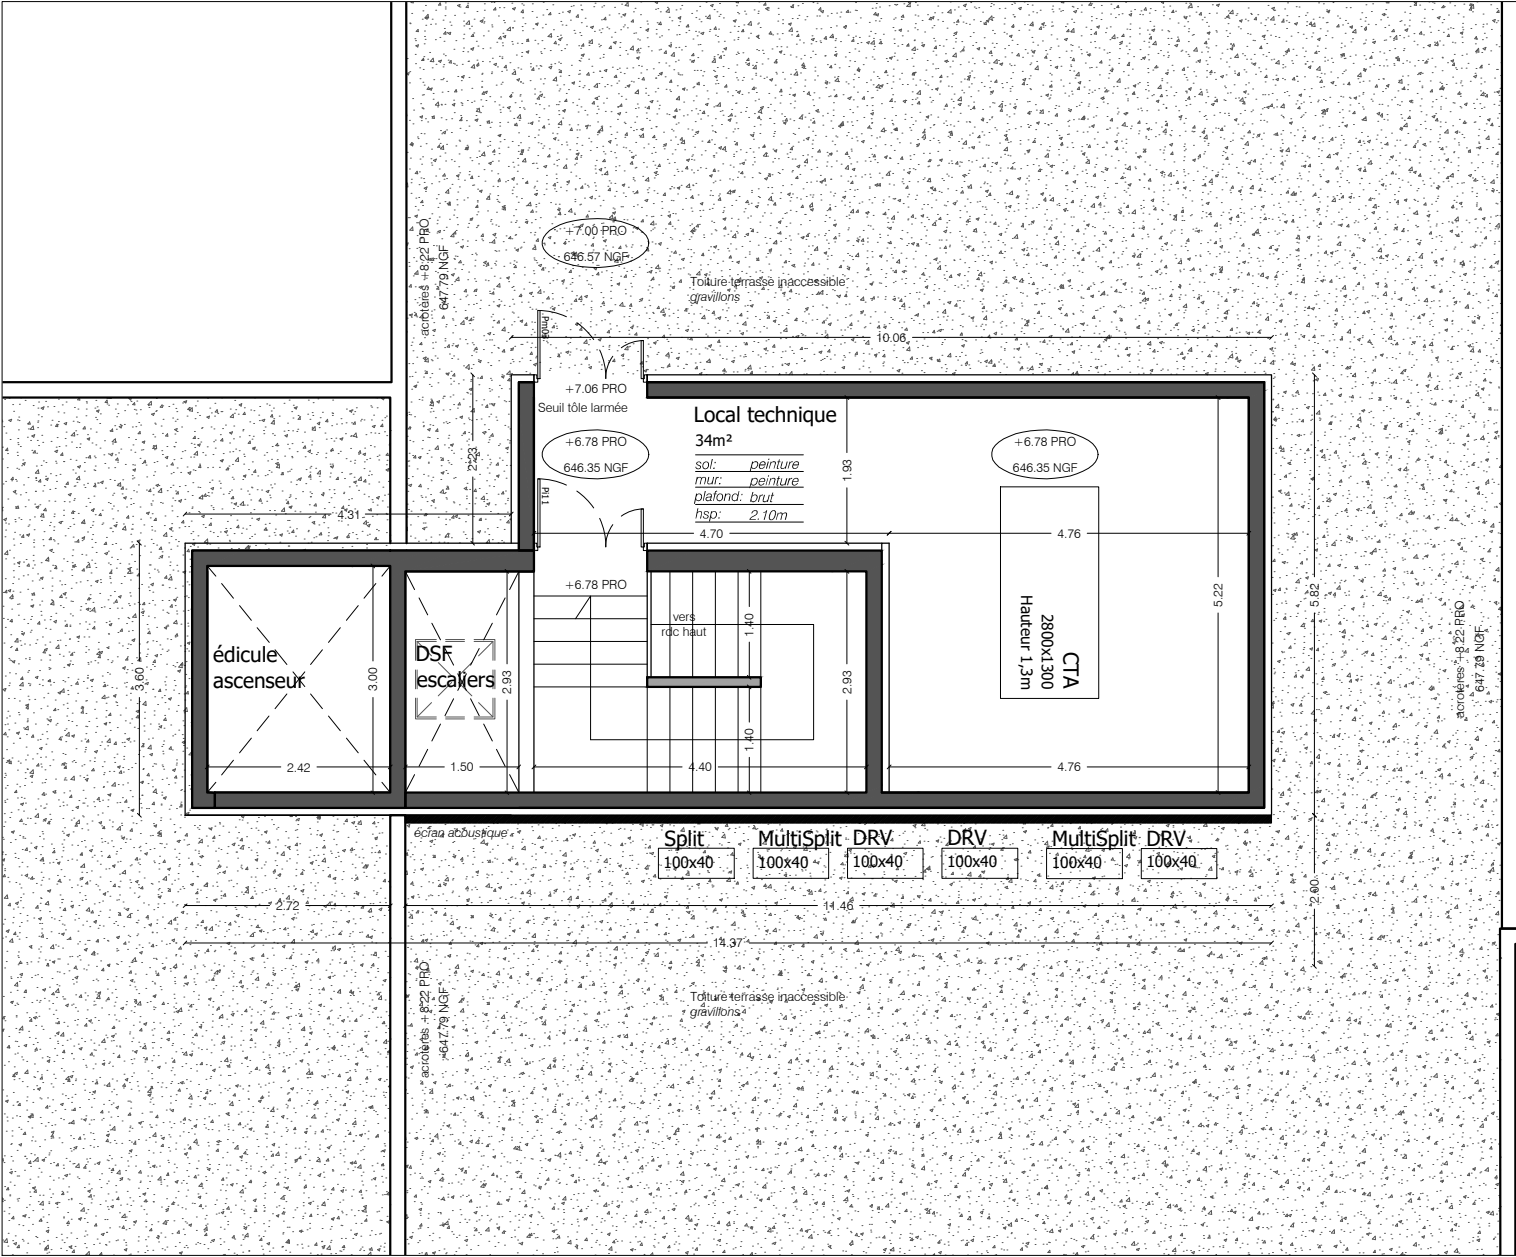 acrotères +8.22 PRO
647.79 NGF
+7.00 PRO
646.57 NGF
Toiture terrasse inaccessible
gravillons
10.06
+7.06 PRO
Seuil tôle larmée
Local technique
34m²
sol: peinture
mur: peinture
plafond: brut
hsp: 2.10m
+6.78 PRO
646.35 NGF
+6.78 PRO
646.35 NGF
2.23
1.93
4.31
4.70
4.76
5.22
5.82
+6.78 PRO
vers
rdc haut
1.40
1.40
CTA
2800x1300
Hauteur 1,3m
acrotères +8.22 PRO
647.79 NGF
édicule
ascenseur
DSF
escaliers
3.60
3.00
2.93
2.93
2.42
1.50
4.40
4.76
écran acoustique
Split
100x40
MultiSplit
100x40
DRV
100x40
DRV
100x40
MultiSplit
100x40
DRV
100x40
2.00
2.72
11.46
14.37
acrotères +8.22 PRO
647.79 NGF
Toiture terrasse inaccessible
gravillons